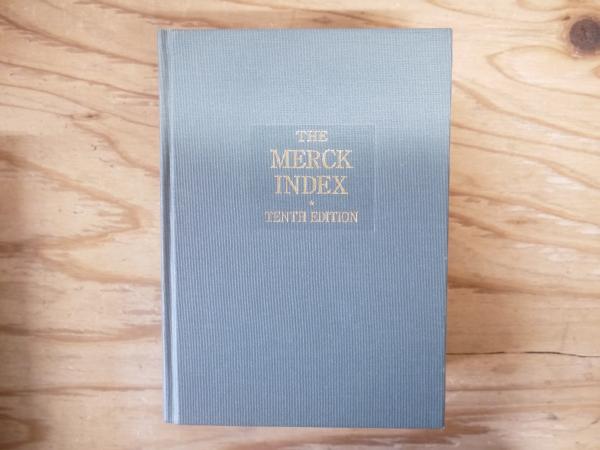 THE
MERCK
INDEX
★
TENTH EDITION